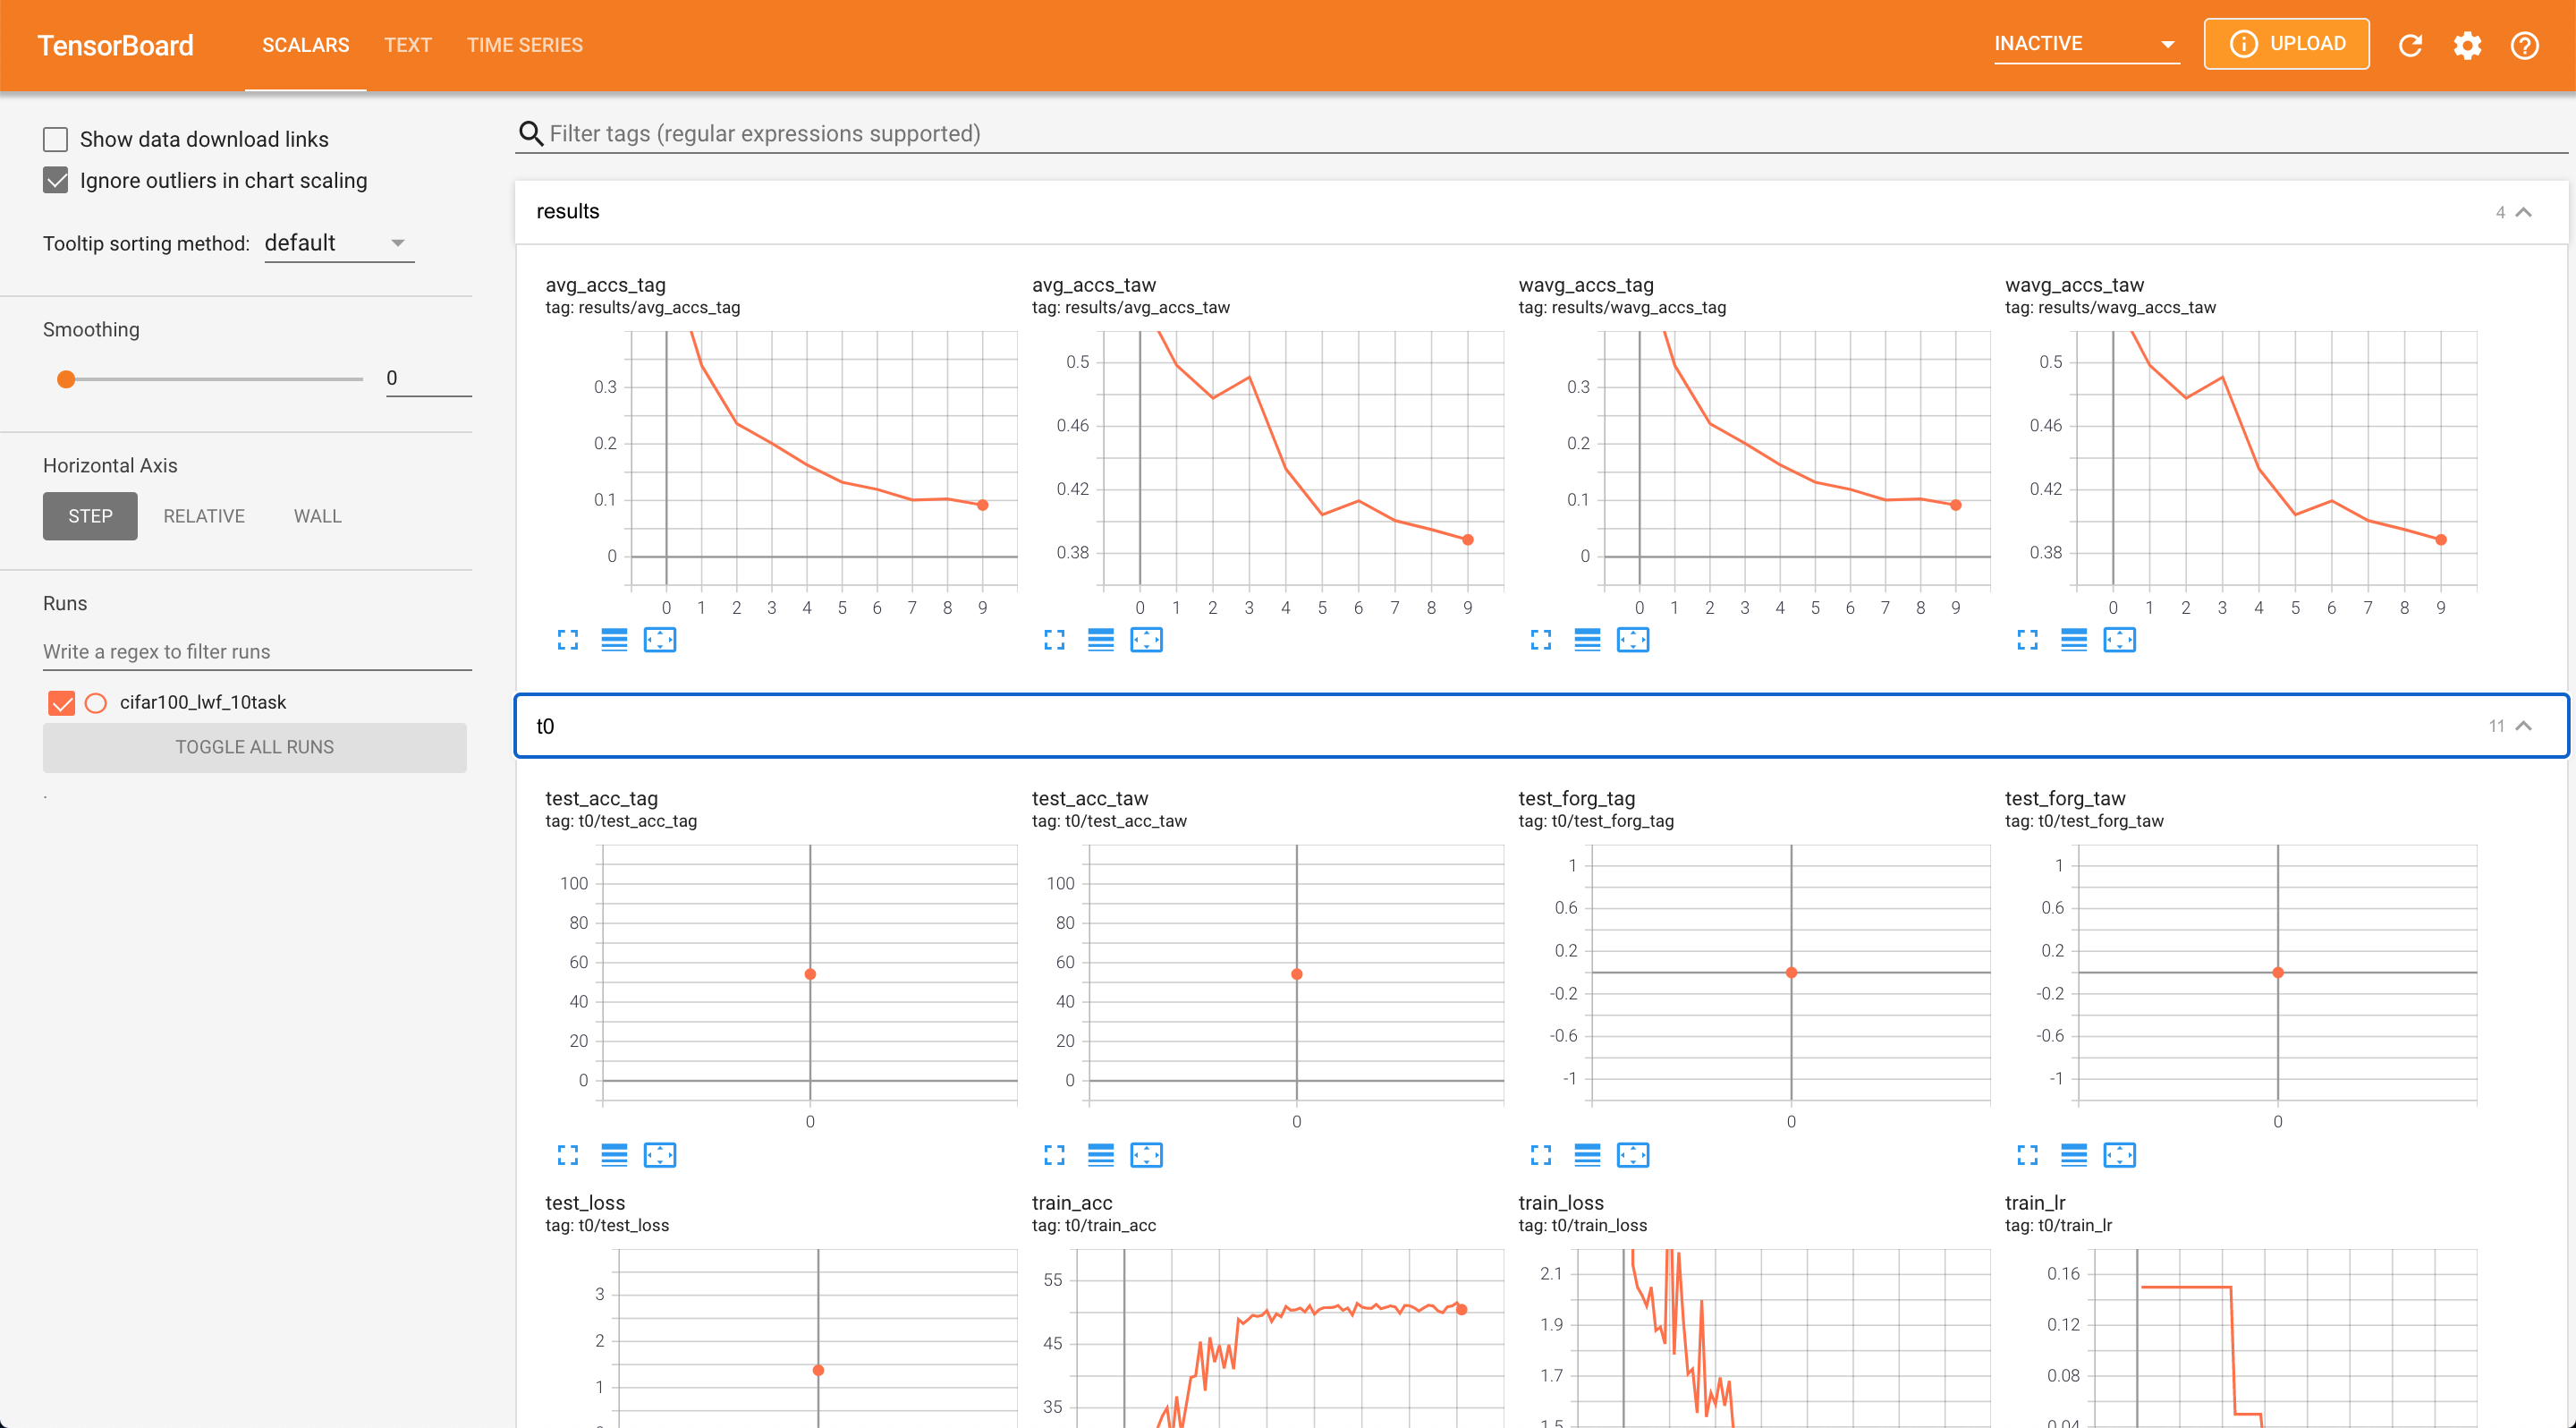 TensorBoard
SCALARS
TEXT
TIME SERIES
INACTIVE
UPLOAD
Show data download links
Ignore outliers in chart scaling
Tooltip sorting method: default
Smoothing
0
Horizontal Axis
STEP
RELATIVE
WALL
Runs
Write a regex to filter runs
cifar100_lwf_10task
TOGGLE ALL RUNS
.
Filter tags (regular expressions supported)
results
4
avg_accs_tag
tag: results/avg_accs_tag
0.3
0.2
0.1
0
0 1 2 3 4 5 6 7 8 9
avg_accs_taw
tag: results/avg_accs_taw
0.5
0.46
0.42
0.38
0 1 2 3 4 5 6 7 8 9
wavg_accs_tag
tag: results/wavg_accs_tag
0.3
0.2
0.1
0
0 1 2 3 4 5 6 7 8 9
wavg_accs_taw
tag: results/wavg_accs_taw
0.5
0.46
0.42
0.38
0 1 2 3 4 5 6 7 8 9
t0
11
test_acc_tag
tag: t0/test_acc_tag
100
80
60
40
20
0
0
test_acc_taw
tag: t0/test_acc_taw
100
80
60
40
20
0
0
test_forg_tag
tag: t0/test_forg_tag
1
0.6
0.2
-0.2
-0.6
-1
0
test_forg_taw
tag: t0/test_forg_taw
1
0.6
0.2
-0.2
-0.6
-1
0
test_loss
tag: t0/test_loss
3
2
1
train_acc
tag: t0/train_acc
55
45
35
train_loss
tag: t0/train_loss
2.1
1.9
1.7
1.5
train_lr
tag: t0/train_lr
0.16
0.12
0.08
0.04